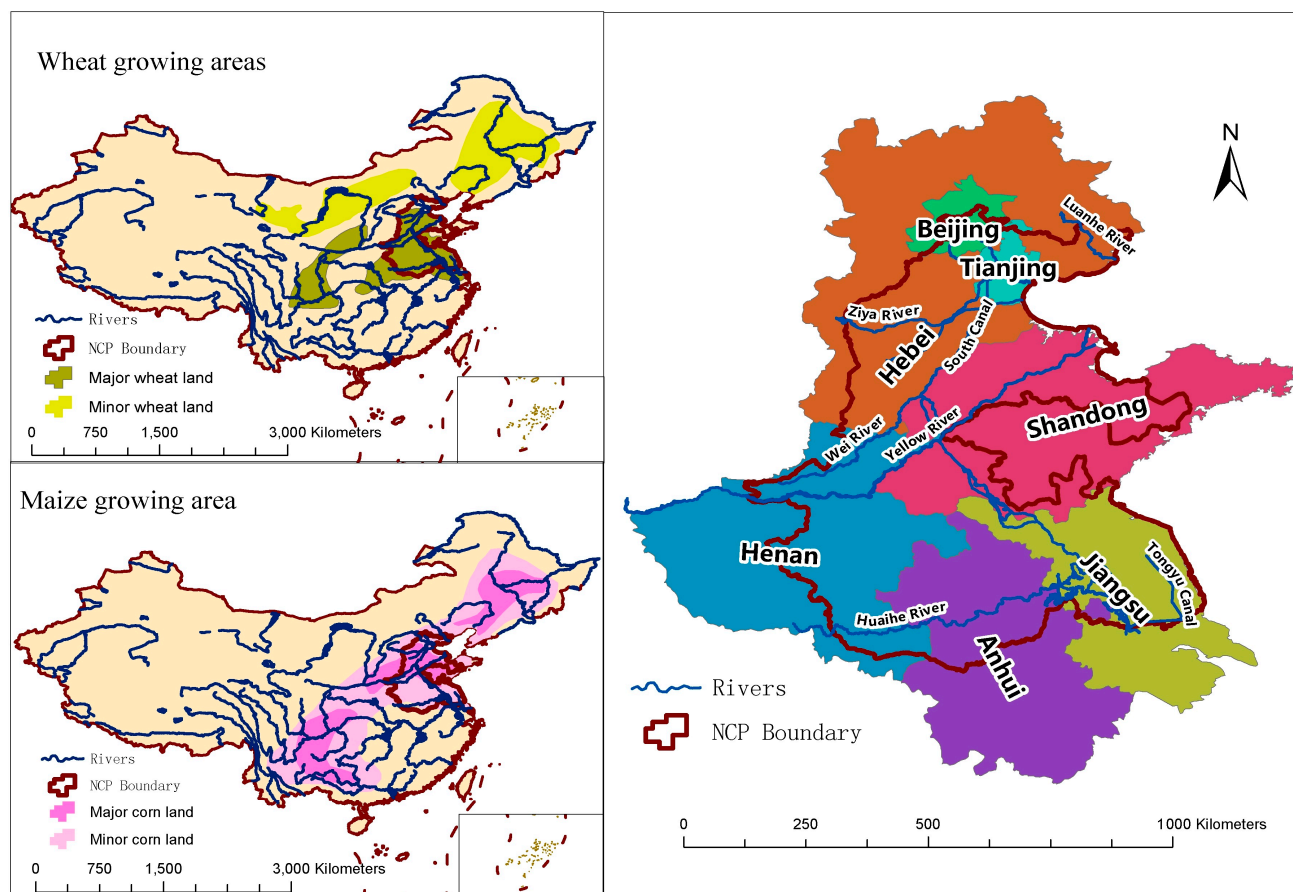 Wheat growing areas
Rivers
NCP Boundary
Major wheat land
Minor wheat land
0 750 1,500 3,000 Kilometers
Maize growing area
Rivers
NCP Boundary
Major corn land
Minor corn land
0 750 1,500 3,000 Kilometers
N
Luanhe River
Beijing
Tianjing
Ziya River
Hebei
South Canal
Shandong
Wei River
Yellow River
Henan
Jiangsu
Tongyu Canal
Huaihe River
Anhui
Rivers
NCP Boundary
0 250 500 1000 Kilometers